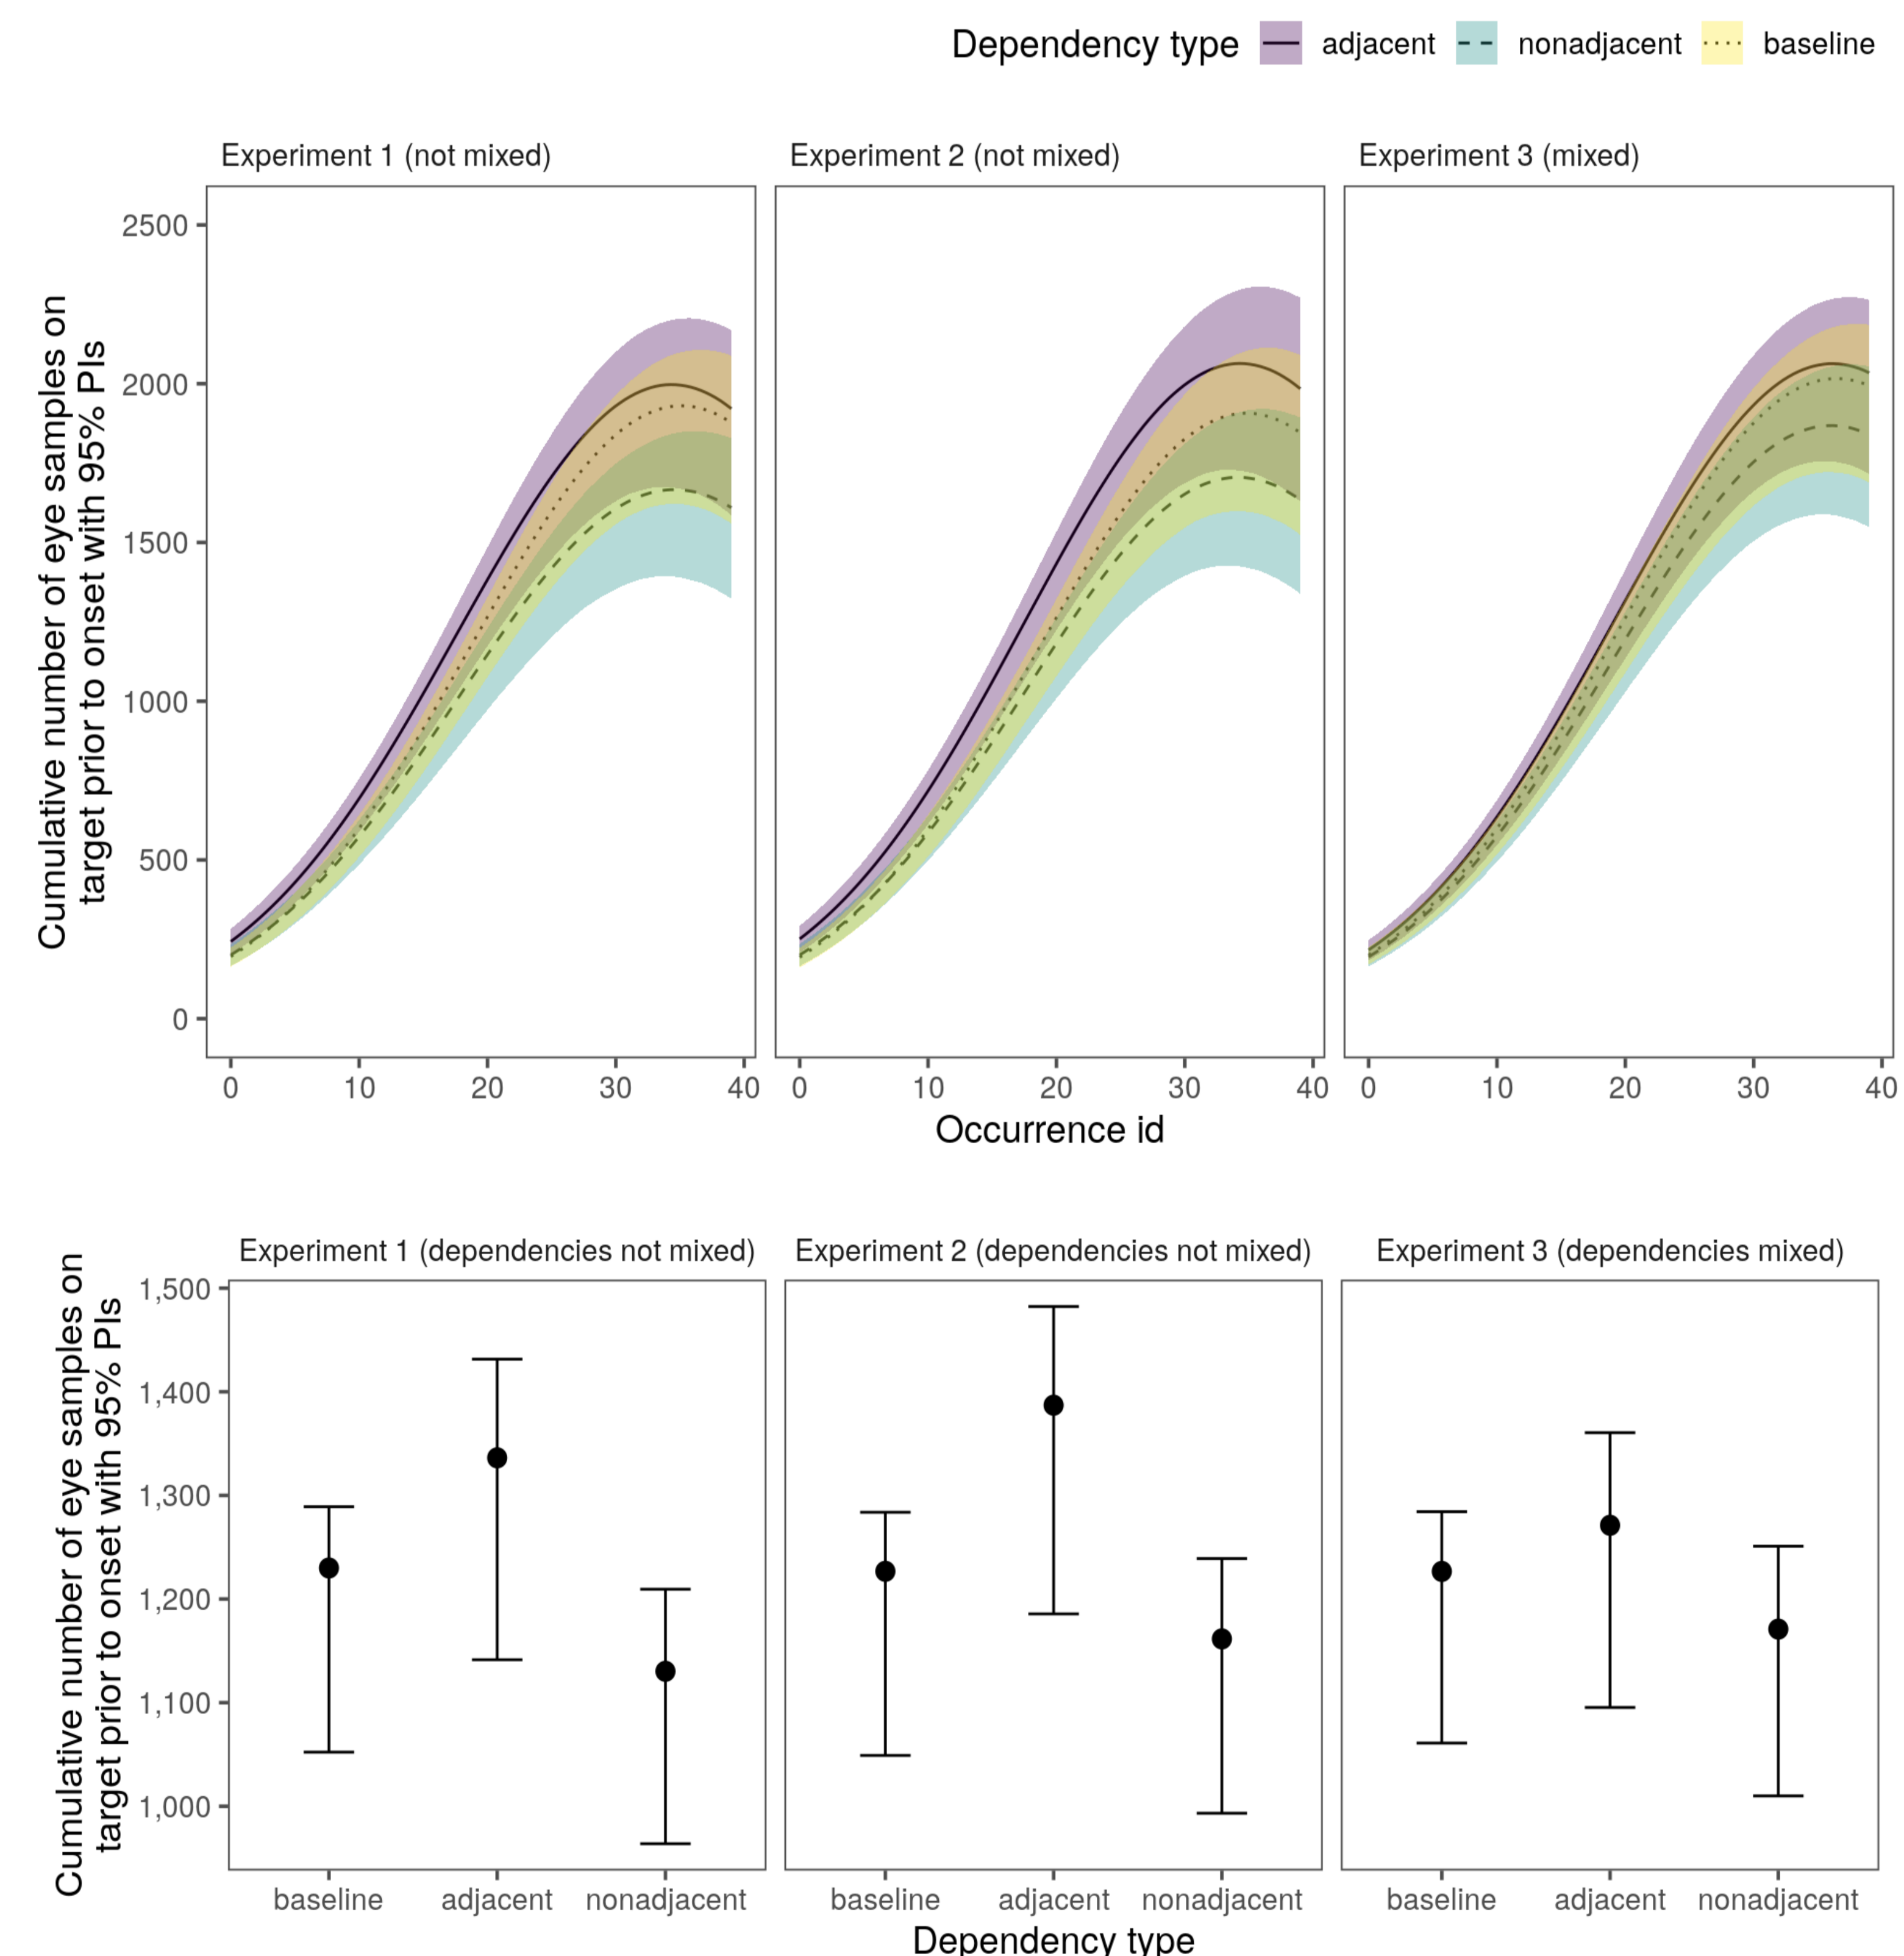 Dependency type adjacent nonadjacent baseline
Experiment 1 (not mixed) Experiment 2 (not mixed) Experiment 3 (mixed)
Cumulative number of eye samples on
target prior to onset with 95% PIs
2500
2000
1500
1000
500
0
0 10 20 30 40 0 10 20 30 40 0 10 20 30 40
Occurrence id
Experiment 1 (dependencies not mixed) Experiment 2 (dependencies not mixed) Experiment 3 (dependencies mixed)
Cumulative number of eye samples on
target prior to onset with 95% PIs
1,500
1,400
1,300
1,200
1,100
1,000
baseline adjacent nonadjacent baseline adjacent nonadjacent baseline adjacent nonadjacent
Dependency type